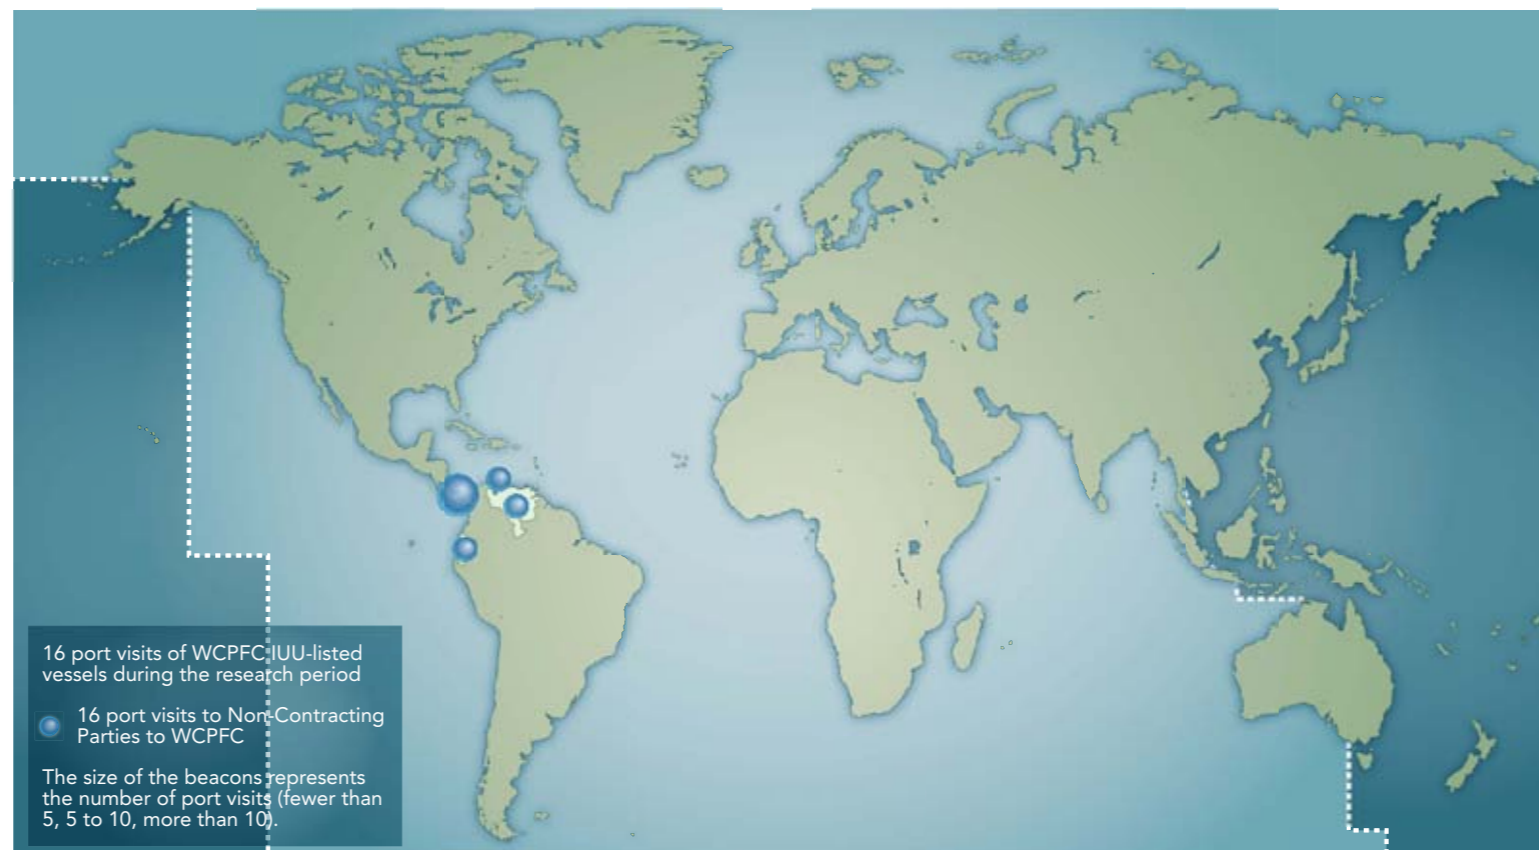 16 port visits of WCPFC IUU-listed
vessels during the research period
16 port visits to Non-Contracting
Parties to WCPFC
The size of the beacons represents
the number of port visits (fewer than
5, 5 to 10, more than 10).